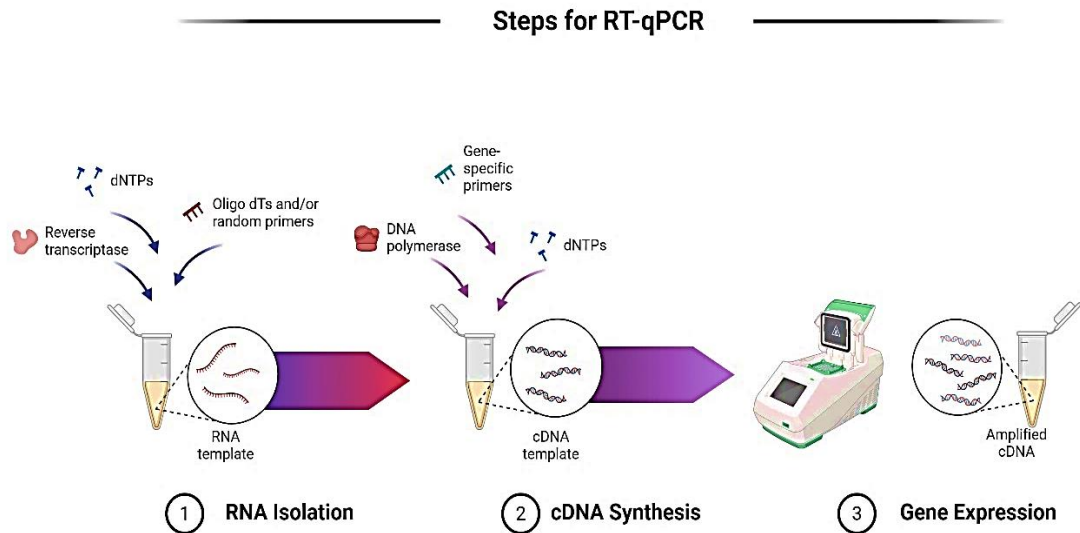 Steps for RT-qPCR
dNTPs
Oligo dTs and/or
random primers
Reverse
transcriptase
RNA
template
Gene-
specific
primers
DNA
polymerase
dNTPs
cDNA
template
Amplified
cDNA
1 RNA Isolation
2 cDNA Synthesis
3 Gene Expression